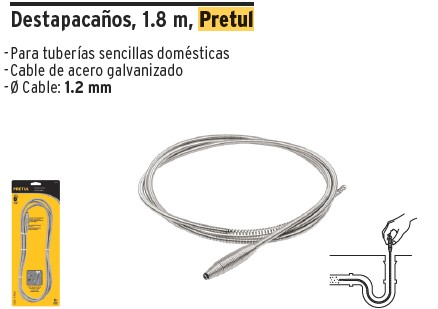 Destapacaños, 1.8 m, Pretul
-Para tuberías sencillas domésticas
-Cable de acero galvanizado
-Ø Cable: 1.2 mm
PRETUL